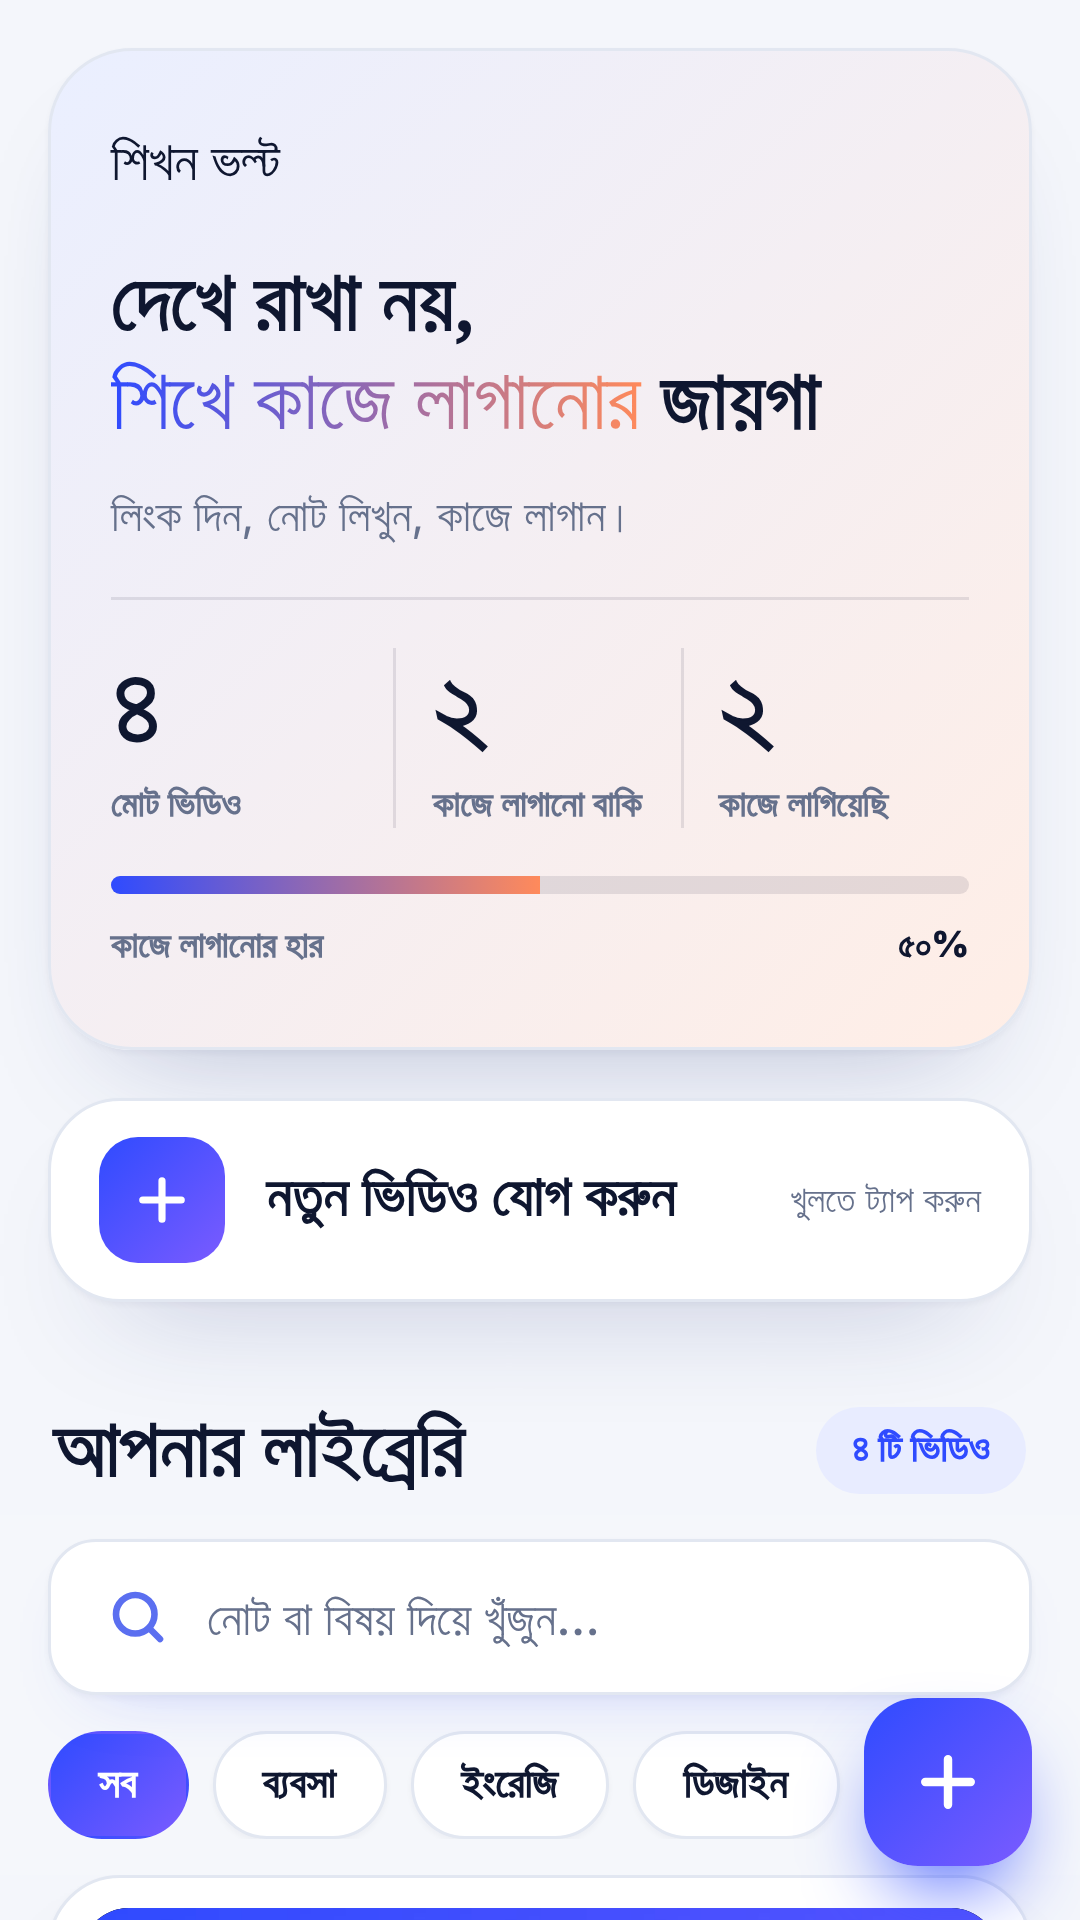 শিখন ভল্ট
দেখে রাখা নয়,
শিখে কাজে লাগানোর জায়গা
লিংক দিন, নোট লিখুন, কাজে লাগান।
৪
মোট ভিডিও
২
কাজে লাগানো বাকি
২
কাজে লাগিয়েছি
কাজে লাগানোর হার
৫০%
নতুন ভিডিও যোগ করুন
খুলতে ট্যাপ করুন
আপনার লাইব্রেরি
৪ টি ভিডিও
নোট বা বিষয় দিয়ে খুঁজুন...
সব
ব্যবসা
ইংরেজি
ডিজাইন